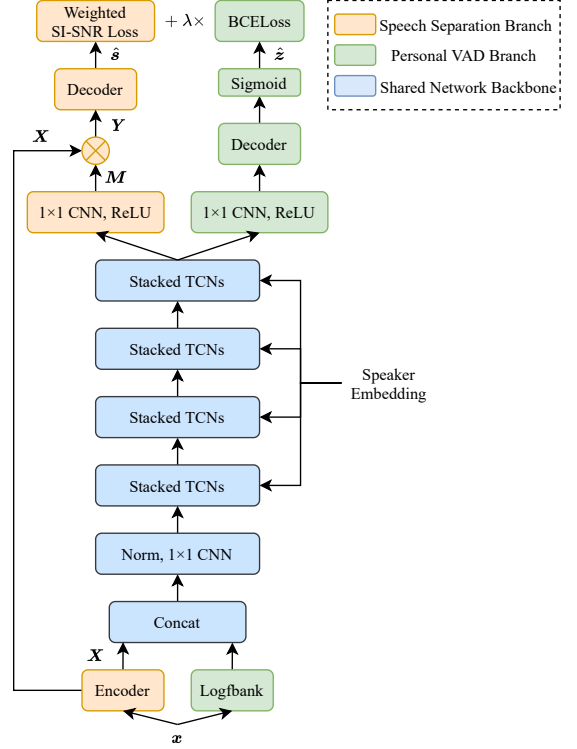 Weighted
SI-SNR Loss
+ λ×
BCELoss
Speech Separation Branch
Personal VAD Branch
Shared Network Backbone
ŝ
ẑ
Decoder
Sigmoid
X
Y
Decoder
M
1×1 CNN, ReLU
1×1 CNN, ReLU
Stacked TCNs
Stacked TCNs
Speaker
Embedding
Stacked TCNs
Stacked TCNs
Norm, 1×1 CNN
Concat
X
Encoder
Logfbank
x